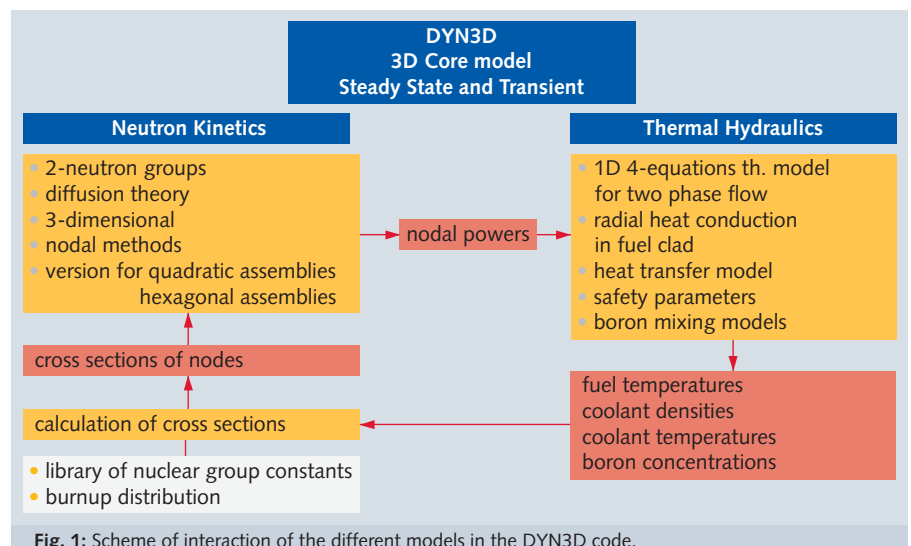 DYN3D
3D Core model
Steady State and Transient
Neutron Kinetics
• 2-neutron groups
• diffusion theory
• 3-dimensional
• nodal methods
• version for quadratic assemblies
hexagonal assemblies
nodal powers
Thermal Hydraulics
• 1D 4-equations th. model
for two phase flow
• radial heat conduction
in fuel clad
• heat transfer model
• safety parameters
• boron mixing models
cross sections of nodes
calculation of cross sections
• library of nuclear group constants
• burnup distribution
fuel temperatures
coolant densities
coolant temperatures
boron concentrations
Fig. 1: Scheme of interaction of the different models in the DYN3D code.